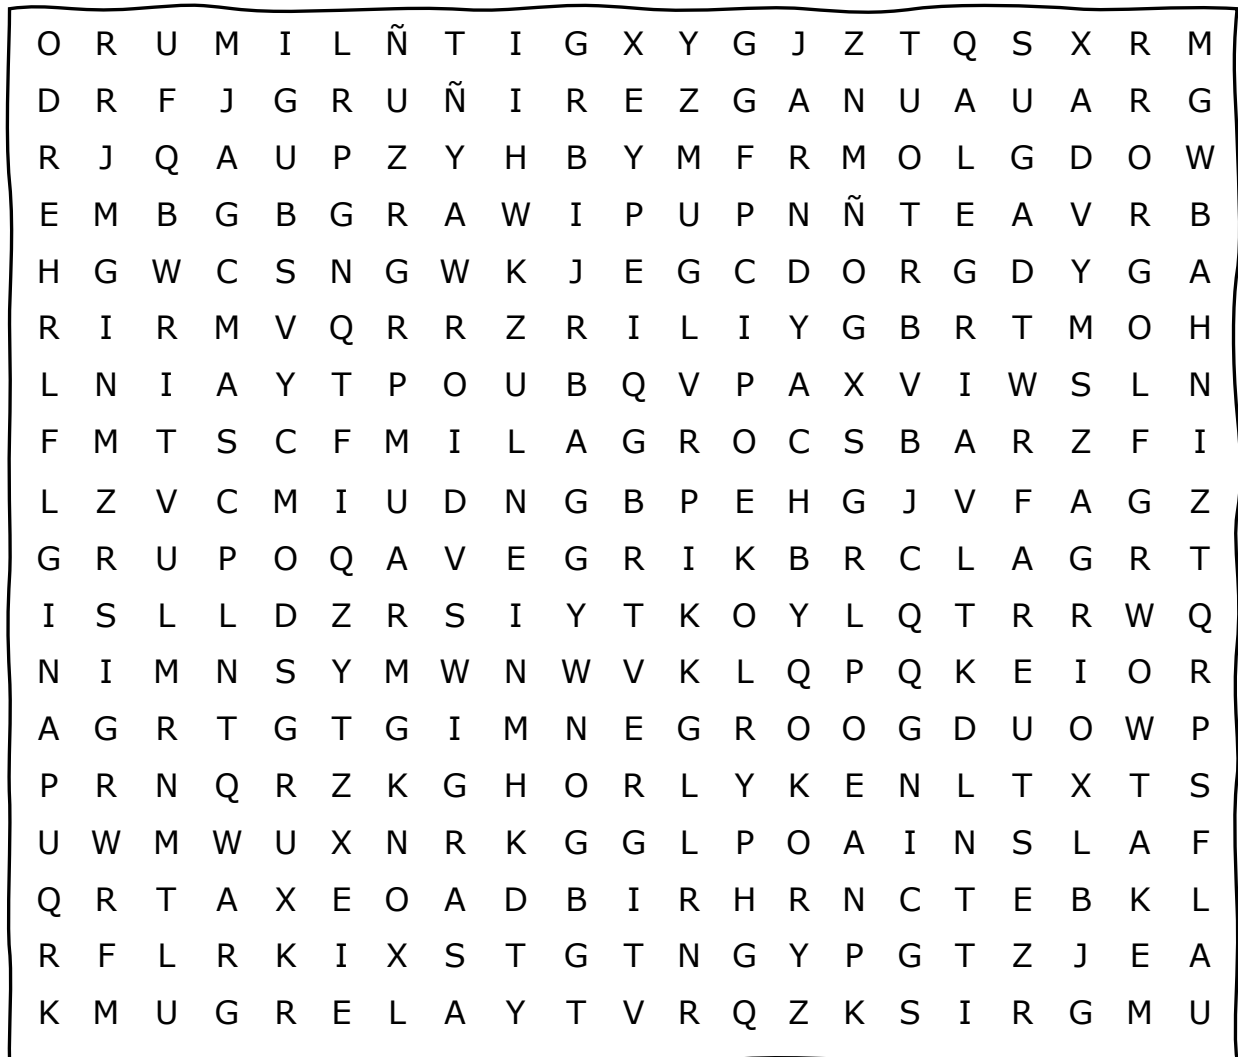 O R U M I L Ñ T I G X Y G J Z T Q S X R M
D R F J G R U Ñ I R E Z G A N U A U A R G
R J Q A U P Z Y H B Y M F R M O L G D O W
E M B G B G R A W I P U P N Ñ T E A V R B
H G W C S N G W K J E G C D O R G D Y G A
R I R M V Q R R Z R I L I Y G B R T M O H
L N I A Y T P O U B Q V P A X V I W S L N
F M T S C F M I L A G R O C S B A R Z F I
L Z V C M I U D N G B P E H G J V F A G Z
G R U P O Q A V E G R I K B R C L A G R T
I S L L D Z R S I Y T K O Y L Q T R R W Q
N I M N S Y M W N W V K L Q P Q K E I O R
A G R T G T G I M N E G R O O G D U O W P
P R N Q R Z K G H O R L Y K E N L T X T S
U W M W U X N R K G G L P O A I N S L A F
Q R T A X E O A D B I R H R N C T E B K L
R F L R K I X S T G T N G Y P G T Z J E A
K M U G R E L A Y T V R Q Z K S I R G M U